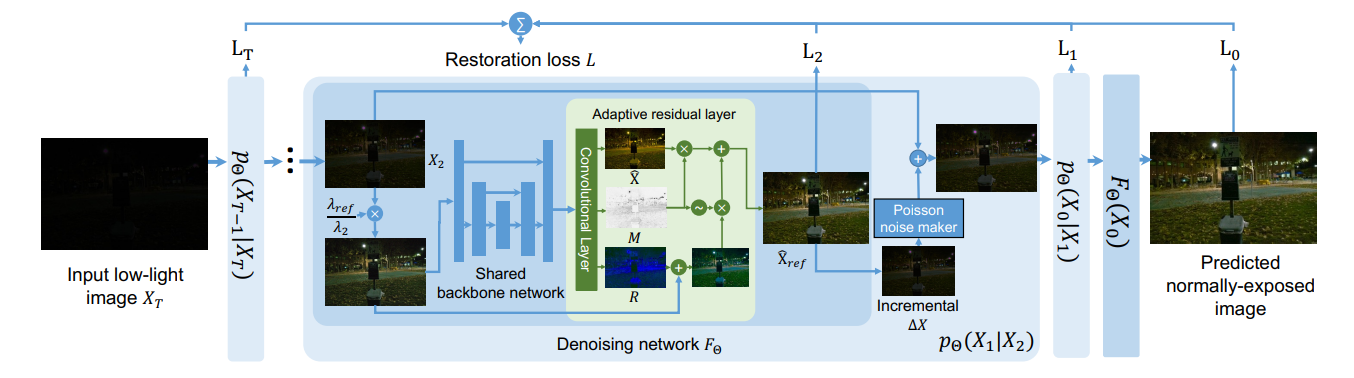 L_T
Σ
Restoration loss L
L_2
L_1
L_0
Adaptive residual layer
p_Θ(X_{T-1}|X_T)
X_2
λ_ref
λ_2
×
Convolutional Layer
X̂
M
R
×
+
~
×
+
Shared
backbone network
X̂_ref
+
Poisson
noise maker
Incremental
ΔX
p_Θ(X_1|X_2)
Denoising network F_Θ
p_Θ(X_0|X_1)
F_Θ(X_0)
Input low-light
image X_T
Predicted
normally-exposed
image